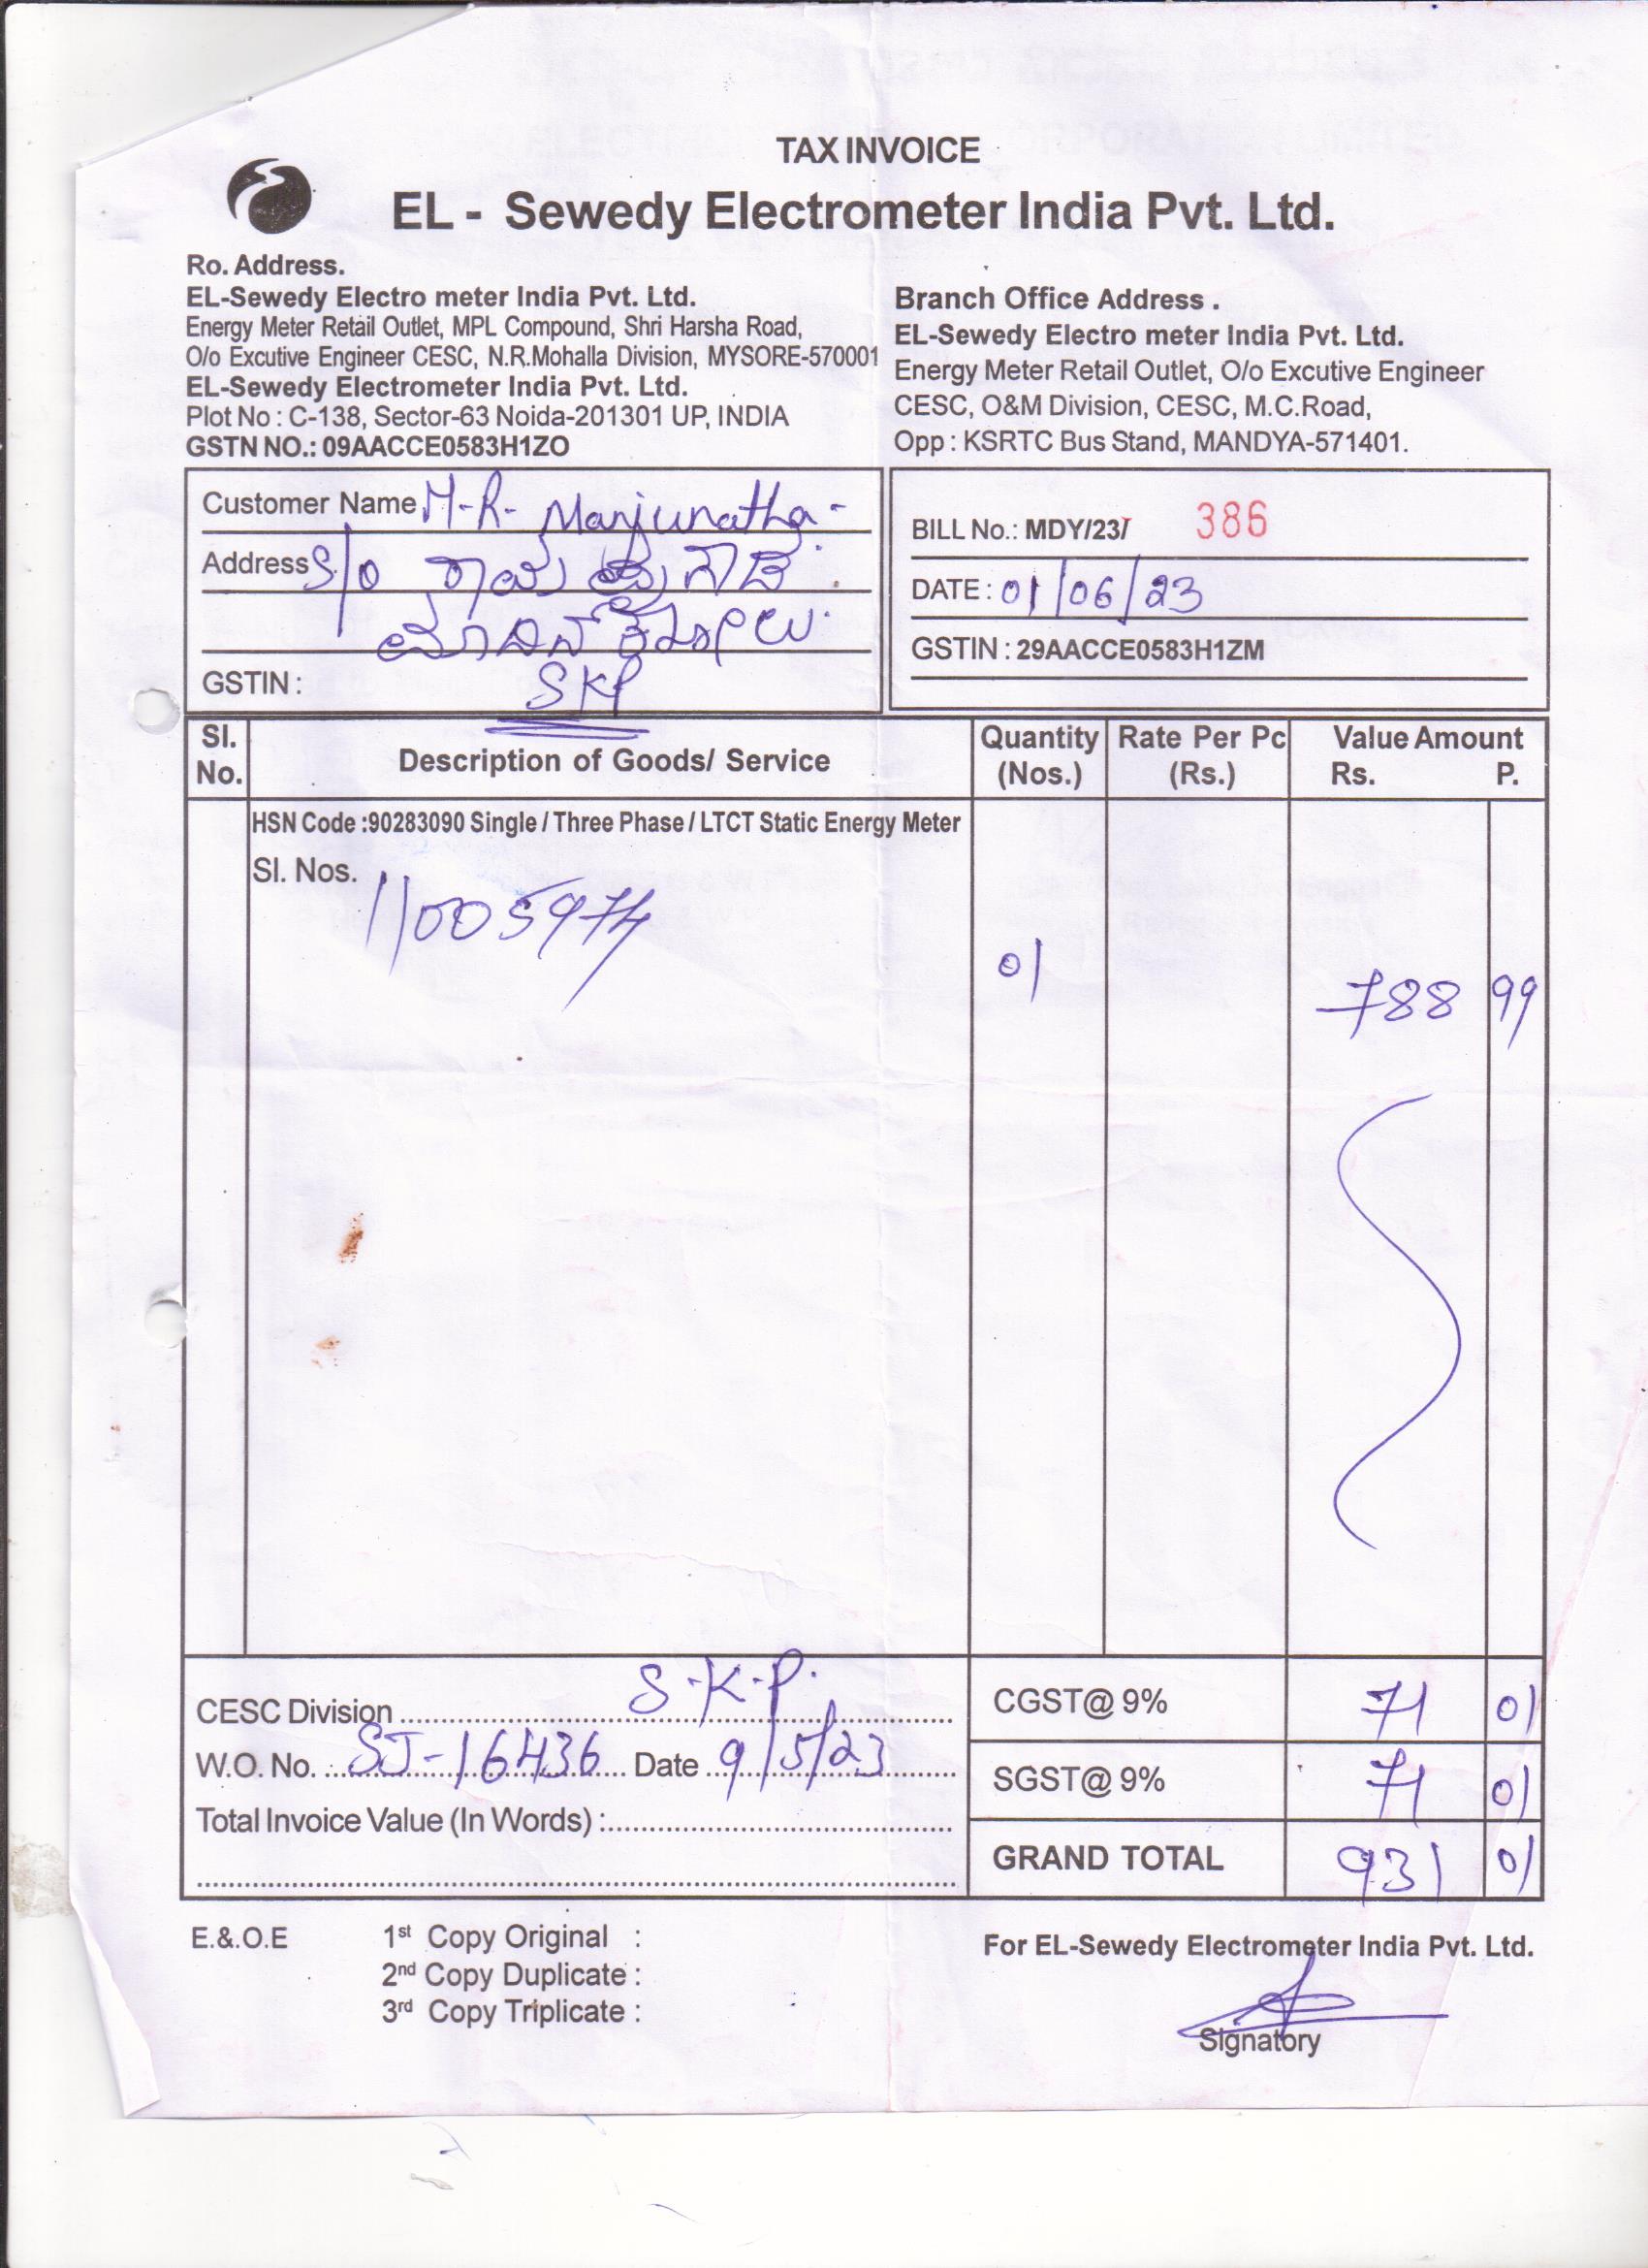 TAX INVOICE
EL - Sewedy Electrometer India Pvt. Ltd.
Ro. Address.
EL-Sewedy Electro meter India Pvt. Ltd.
Energy Meter Retail Outlet, MPL Compound, Shri Harsha Road,
O/o Excutive Engineer CESC, N.R.Mohalla Division, MYSORE-570001
EL-Sewedy Electrometer India Pvt. Ltd.
Plot No : C-138, Sector-63 Noida-201301 UP, INDIA
GSTN NO.: 09AACCE0583H1ZO
Branch Office Address .
EL-Sewedy Electro meter India Pvt. Ltd.
Energy Meter Retail Outlet, O/o Excutive Engineer
CESC, O&M Division, CESC, M.C.Road,
Opp : KSRTC Bus Stand, MANDYA-571401.
Customer Name M-R- Manjunatha-
Address S/o
GSTIN : SKP
BILL No.: MDY/23/ 386
DATE : 01/06/23
GSTIN : 29AACCE0583H1ZM
Sl. No. Description of Goods/ Service Quantity (Nos.) Rate Per Pc (Rs.) Value Amount Rs. P.
HSN Code :90283090 Single / Three Phase / LTCT Static Energy Meter
Sl. Nos. 11005974
01 788 99
CESC Division S-K-P.
W.O. No. SJ-16436 Date 9/5/23
Total Invoice Value (In Words) :
CGST@ 9% 71 01
SGST@ 9% 71 01
GRAND TOTAL 931 01
E.&.O.E
1st Copy Original :
2nd Copy Duplicate :
3rd Copy Triplicate :
For EL-Sewedy Electrometer India Pvt. Ltd.
Signatory